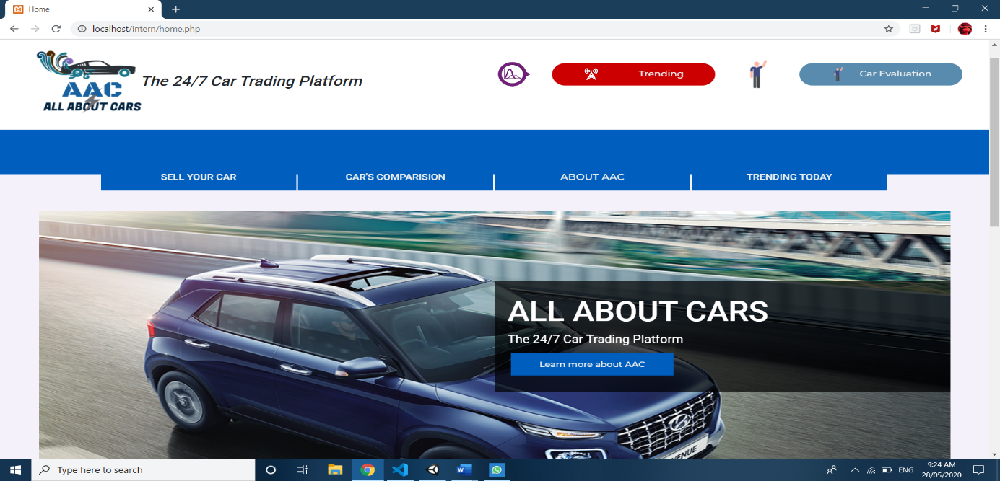 Home
localhost/intern/home.php
AAC
ALL ABOUT CARS
The 24/7 Car Trading Platform
Trending
Car Evaluation
SELL YOUR CAR
CAR'S COMPARISION
ABOUT AAC
TRENDING TODAY
ALL ABOUT CARS
The 24/7 Car Trading Platform
Learn more about AAC
VENUE
Type here to search
ENG
9:24 AM
28/05/2020